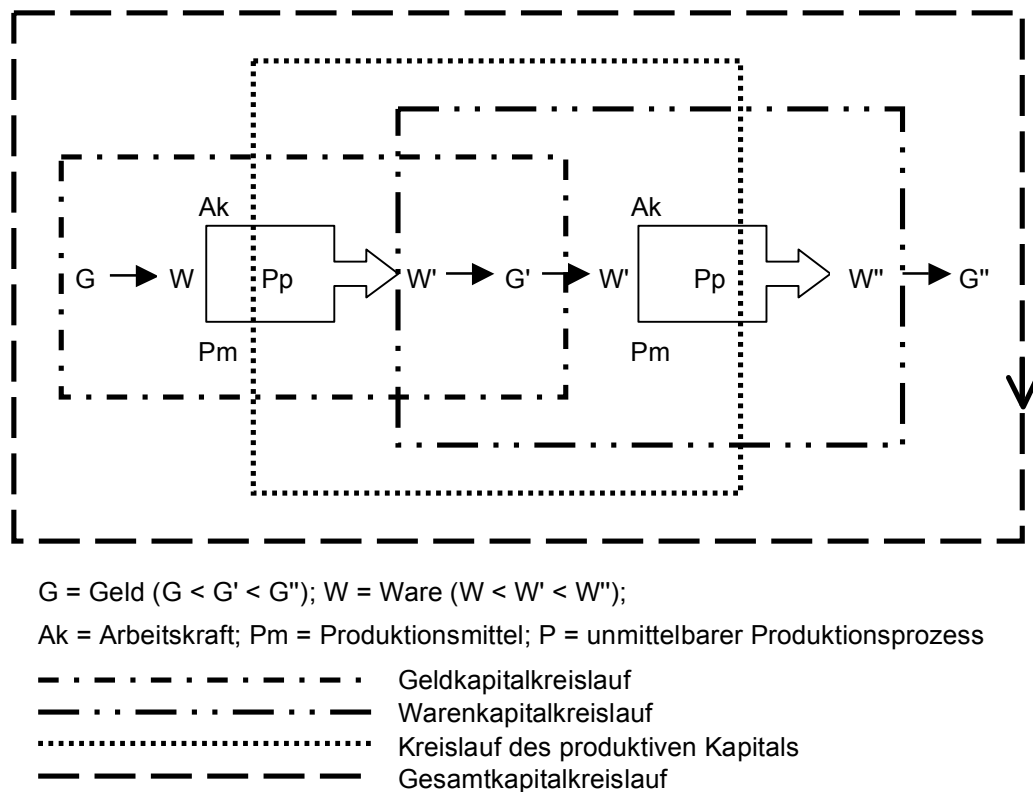 Ak Ak
G W Pp W' G' W' Pp W'' G''
Pm Pm
G = Geld (G < G' < G''); W = Ware (W < W' < W'');
Ak = Arbeitskraft; Pm = Produktionsmittel; P = unmittelbarer Produktionsprozess
Geldkapitalkreislauf
Warenkapitalkreislauf
Kreislauf des produktiven Kapitals
Gesamtkapitalkreislauf